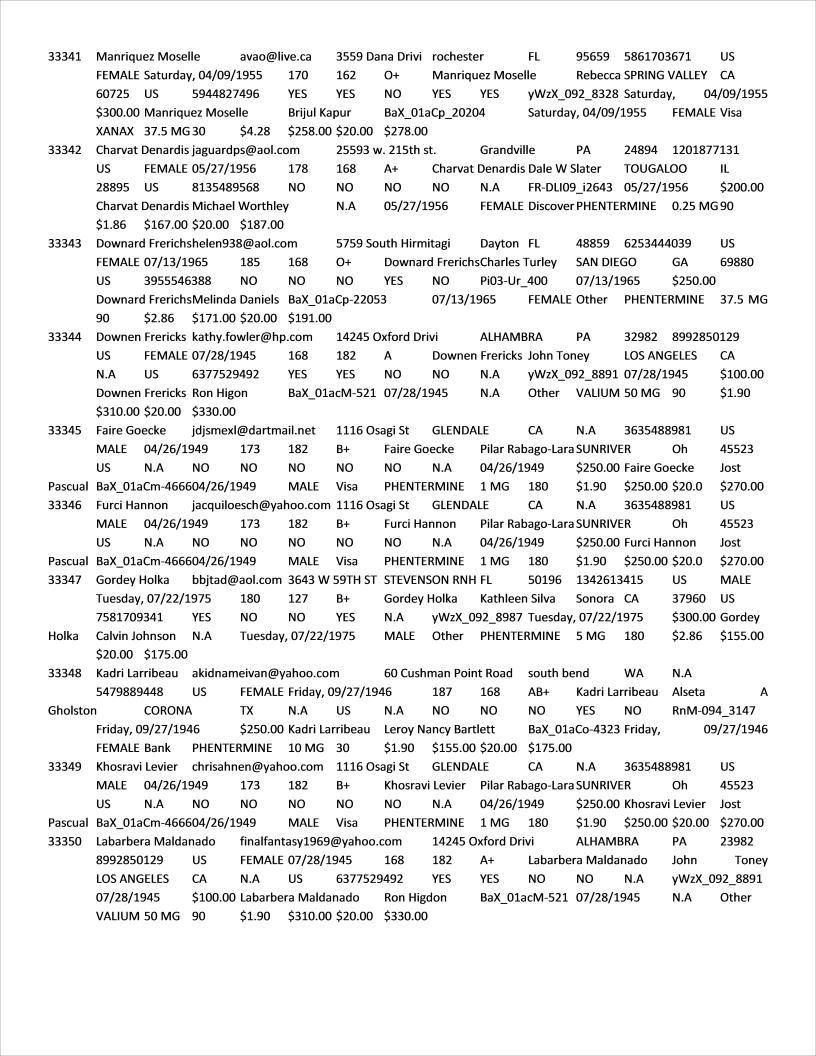 33341 Manriquez Moselle avao@live.ca 3559 Dana Drivi rochester FL 95659 5861703671 US
FEMALE Saturday, 04/09/1955 170 162 O+ Manriquez Moselle Rebecca SPRING VALLEY CA
60725 US 5944827496 YES YES NO YES YES yWzX_092_8328 Saturday, 04/09/1955
$300.00 Manriquez Moselle Brijul Kapur BaX_01aCp_20204 Saturday, 04/09/1955 FEMALE Visa
XANAX 37.5 MG 30 $4.28 $258.00 $20.00 $278.00
33342 Charvat Denardis jaguardps@aol.com 25593 w. 215th st. Grandville PA 24894 1201877131
US FEMALE 05/27/1956 178 168 A+ Charvat Denardis Dale W Slater TOUGALOO IL
28895 US 8135489568 NO NO NO NO N.A FR-DLI09_i2643 05/27/1956 $200.00
Charvat Denardis Michael Worthley N.A 05/27/1956 FEMALE Discover PHENTERMINE 0.25 MG 90
$1.86 $167.00 $20.00 $187.00
33343 Downard Frerichshelen938@aol.com 5759 South Hirmitagi Dayton FL 48859 6253444039 US
FEMALE 07/13/1965 185 168 O+ Downard FrerichsCharles Turley SAN DIEGO GA 69880
US 3955546388 NO NO NO YES NO Pi03-Ur_400 07/13/1965 $250.00
Downard FrerichsMelinda Daniels BaX_01aCp-22053 07/13/1965 FEMALE Other PHENTERMINE 37.5 MG
90 $2.86 $171.00 $20.00 $191.00
33344 Downen Frericks kathy.fowler@hp.com 14245 Oxford Drivi ALHAMBRA PA 32982 8992850129
US FEMALE 07/28/1945 168 182 A Downen Frericks John Toney LOS ANGELES CA
N.A US 6377529492 YES YES NO NO N.A yWzX_092_8891 07/28/1945 $100.00
Downen Frericks Ron Higon BaX_01acM-521 07/28/1945 N.A Other VALIUM 50 MG 90 $1.90
$310.00 $20.00 $330.00
33345 Faire Goecke jdjsmexl@dartmail.net 1116 Osagi St GLENDALE CA N.A 3635488981 US
MALE 04/26/1949 173 182 B+ Faire Goecke Pilar Rabago-Lara SUNRIVER Oh 45523
US N.A NO NO NO NO N.A 04/26/1949 $250.00 Faire Goecke Jost
Pascual BaX_01aCm-46604/26/1949 MALE Visa PHENTERMINE 1 MG 180 $1.90 $250.00 $20.0 $270.00
33346 Furci Hannon jacquiloesch@yahoo.com 1116 Osagi St GLENDALE CA N.A 3635488981 US
MALE 04/26/1949 173 182 B+ Furci Hannon Pilar Rabago-Lara SUNRIVER Oh 45523
US N.A NO NO NO NO N.A 04/26/1949 $250.00 Furci Hannon Jost
Pascual BaX_01aCm-46604/26/1949 MALE Visa PHENTERMINE 1 MG 180 $1.90 $250.00 $20.0 $270.00
33347 Gordey Holka bbjtad@aol.com 3643 W 59TH ST STEVENSON RNH FL 50196 1342613415 US MALE
Tuesday, 07/22/1975 180 127 B+ Gordey Holka Kathleen Silva Sonora CA 37960 US
7581709341 YES NO NO YES N.A yWzX_092_8987 Tuesday, 07/22/1975 $300.00 Gordey
Holka Calvin Johnson N.A Tuesday, 07/22/1975 MALE Other PHENTERMINE 5 MG 180 $2.86 $155.00
$20.00 $175.00
33348 Kadri Larribeau akidnameivan@yahoo.com 60 Cushman Point Road south bend WA N.A
5479889448 US FEMALE Friday, 09/27/1946 187 168 AB+ Kadri Larribeau Alseta A
Gholston CORONA TX N.A US N.A NO NO NO YES NO RnM-094_3147
Friday, 09/27/1946 $250.00 Kadri Larribeau Leroy Nancy Bartlett BaX_01aCo-4323 Friday, 09/27/1946
FEMALE Bank PHENTERMINE 10 MG 30 $1.90 $155.00 $20.00 $175.00
33349 Khosravi Levier chrisahnen@yahoo.com 1116 Osagi St GLENDALE CA N.A 3635488981 US
MALE 04/26/1949 173 182 B+ Khosravi Levier Pilar Rabago-Lara SUNRIVER Oh 45523
US N.A NO NO NO NO N.A 04/26/1949 $250.00 Khosravi Levier Jost
Pascual BaX_01aCm-46604/26/1949 MALE Visa PHENTERMINE 1 MG 180 $1.90 $250.00 $20.00 $270.00
33350 Labarbera Maldonado finalfantasy1969@yahoo.com 14245 Oxford Drivi ALHAMBRA PA 23982
8992850129 US FEMALE 07/28/1945 168 182 A+ Labarbera Maldonado John Toney
LOS ANGELES CA N.A US 6377529492 YES YES NO NO N.A yWzX_092_8891
07/28/1945 $100.00 Labarbera Maldonado Ron Higdon BaX_01acM-521 07/28/1945 N.A Other
VALIUM 50 MG 90 $1.90 $310.00 $20.00 $330.00